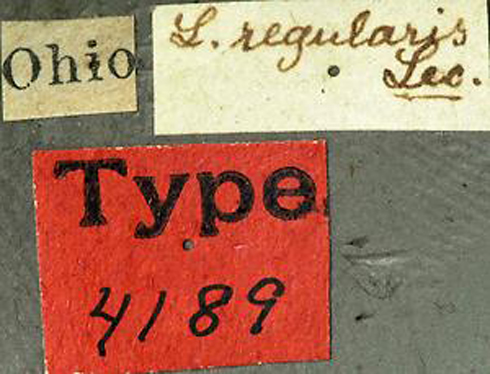 Ohio
L. regularis
Lec.
Type
4189